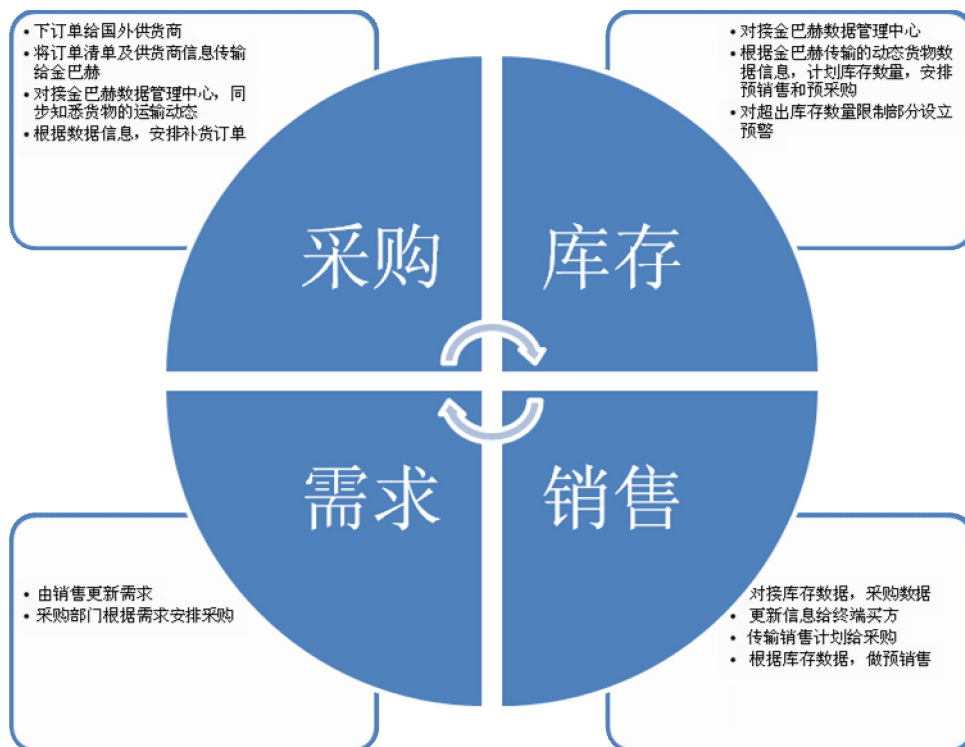 • 下订单给国外供货商
• 将订单清单及供货商信息传输
给金巴赫
• 对接金巴赫数据管理中心，同
步知悉货物的运输动态
• 根据数据信息，安排补货订单
• 对接金巴赫数据管理中心
• 根据金巴赫传输的动态货物数
据信息，计划库存数量，安排
预销售和预采购
• 对超出库存数量限制部分设立
预警
采购
库存
需求
销售
• 由销售更新需求
• 采购部门根据需求安排采购
对接库存数据，采购数据
• 更新信息给终端买方
• 传输销售计划给采购
• 根据库存数据，做预销售